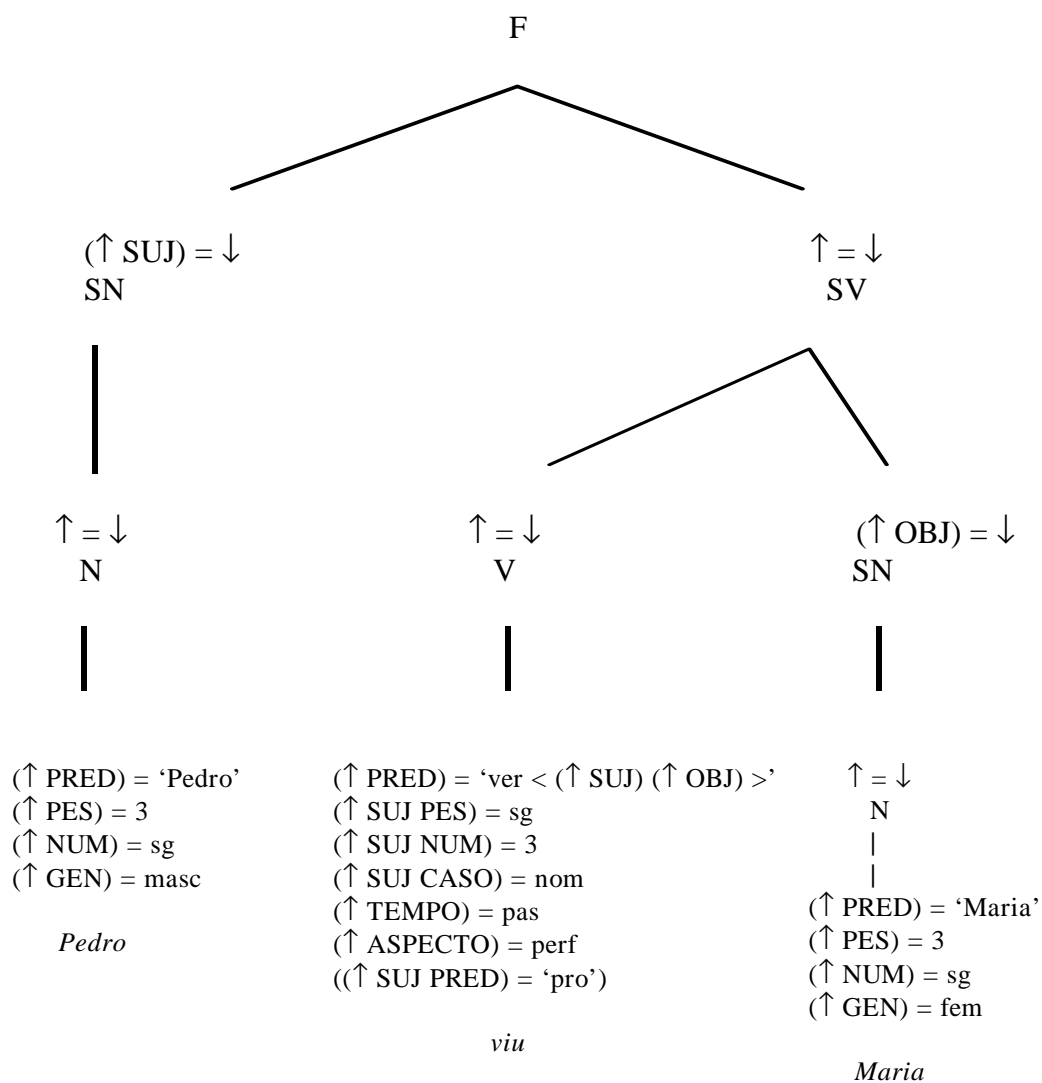 F
(↑ SUJ) = ↓
SN
↑ = ↓
SV
↑ = ↓
N
↑ = ↓
V
(↑ OBJ) = ↓
SN
(↑ PRED) = ‘Pedro’
(↑ PES) = 3
(↑ NUM) = sg
(↑ GEN) = masc
Pedro
(↑ PRED) = ‘ver < (↑ SUJ) (↑ OBJ) >’
(↑ SUJ PES) = sg
(↑ SUJ NUM) = 3
(↑ SUJ CASO) = nom
(↑ TEMPO) = pas
(↑ ASPECTO) = perf
((↑ SUJ PRED) = ‘pro’)
viu
↑ = ↓
N
(↑ PRED) = ‘Maria’
(↑ PES) = 3
(↑ NUM) = sg
(↑ GEN) = fem
Maria